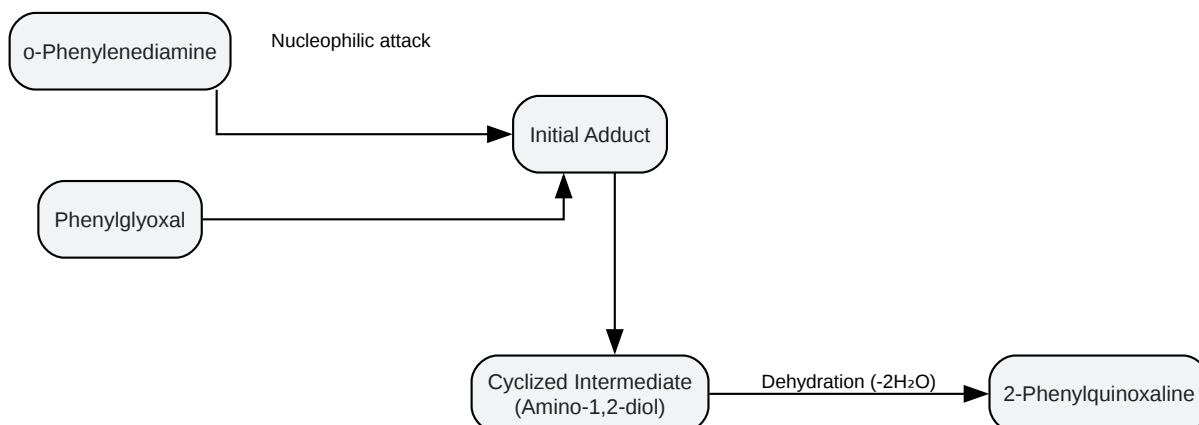 o-Phenylenediamine
Nucleophilic attack
Initial Adduct
Phenylglyoxal
Cyclized Intermediate
(Amino-1,2-diol)
Dehydration (-2H₂O)
2-Phenylquinoxaline